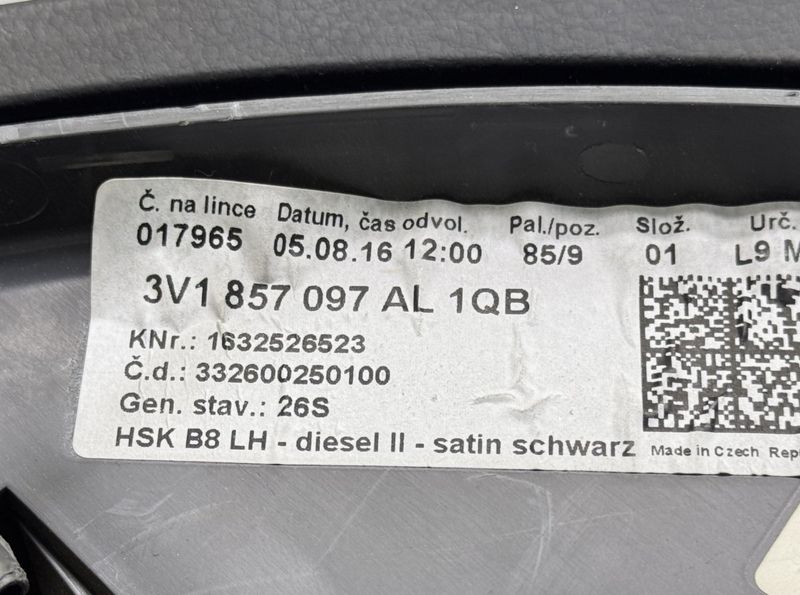 Č. na lince Datum, čas odvol. Pal./poz. Slož. Urč.
017965 05.08.16 12:00 85/9 01 L9 M
3V1 857 097 AL 1QB
KNr.: 1632526523
Č.d.: 332600250100
Gen. stav.: 26S
HSK B8 LH - diesel II - satin schwarz Made in Czech Rep